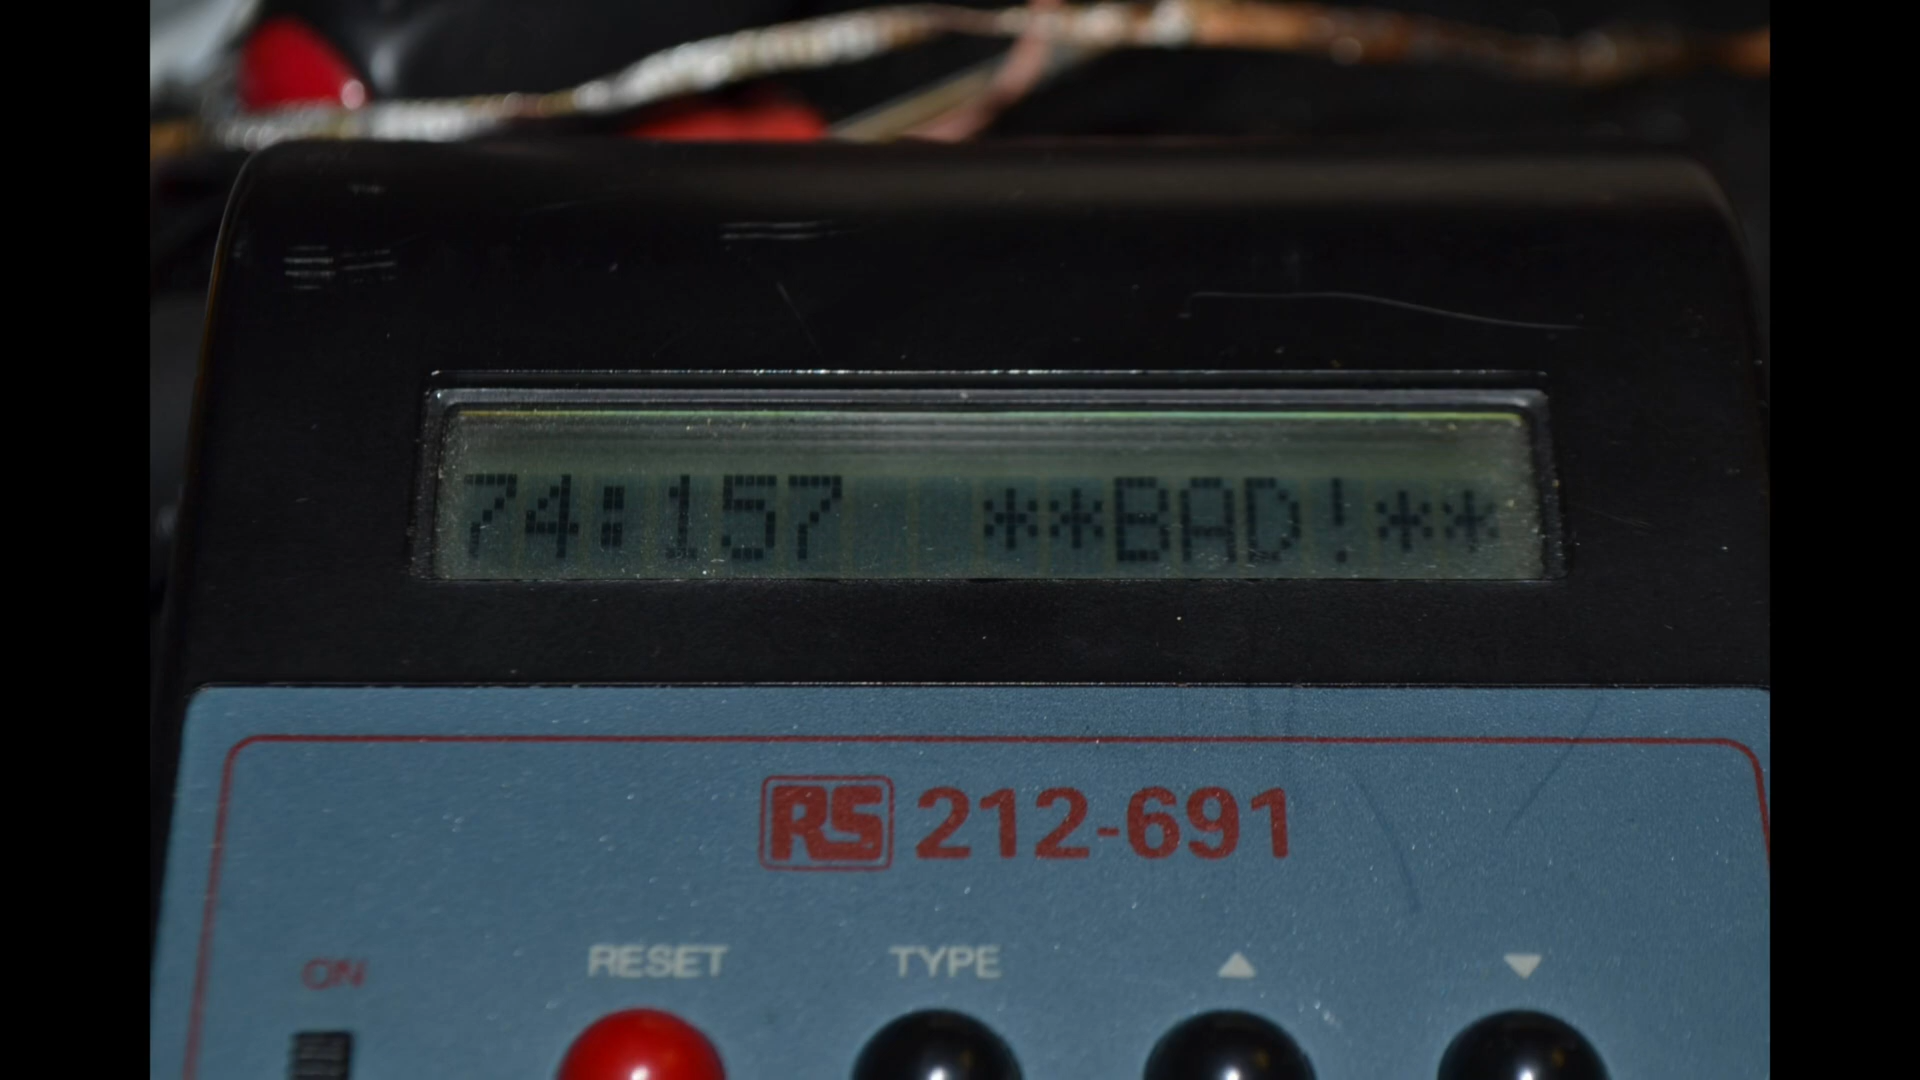 74:157  **BAD!**
RS 212-691
ON RESET TYPE ▲ ▼